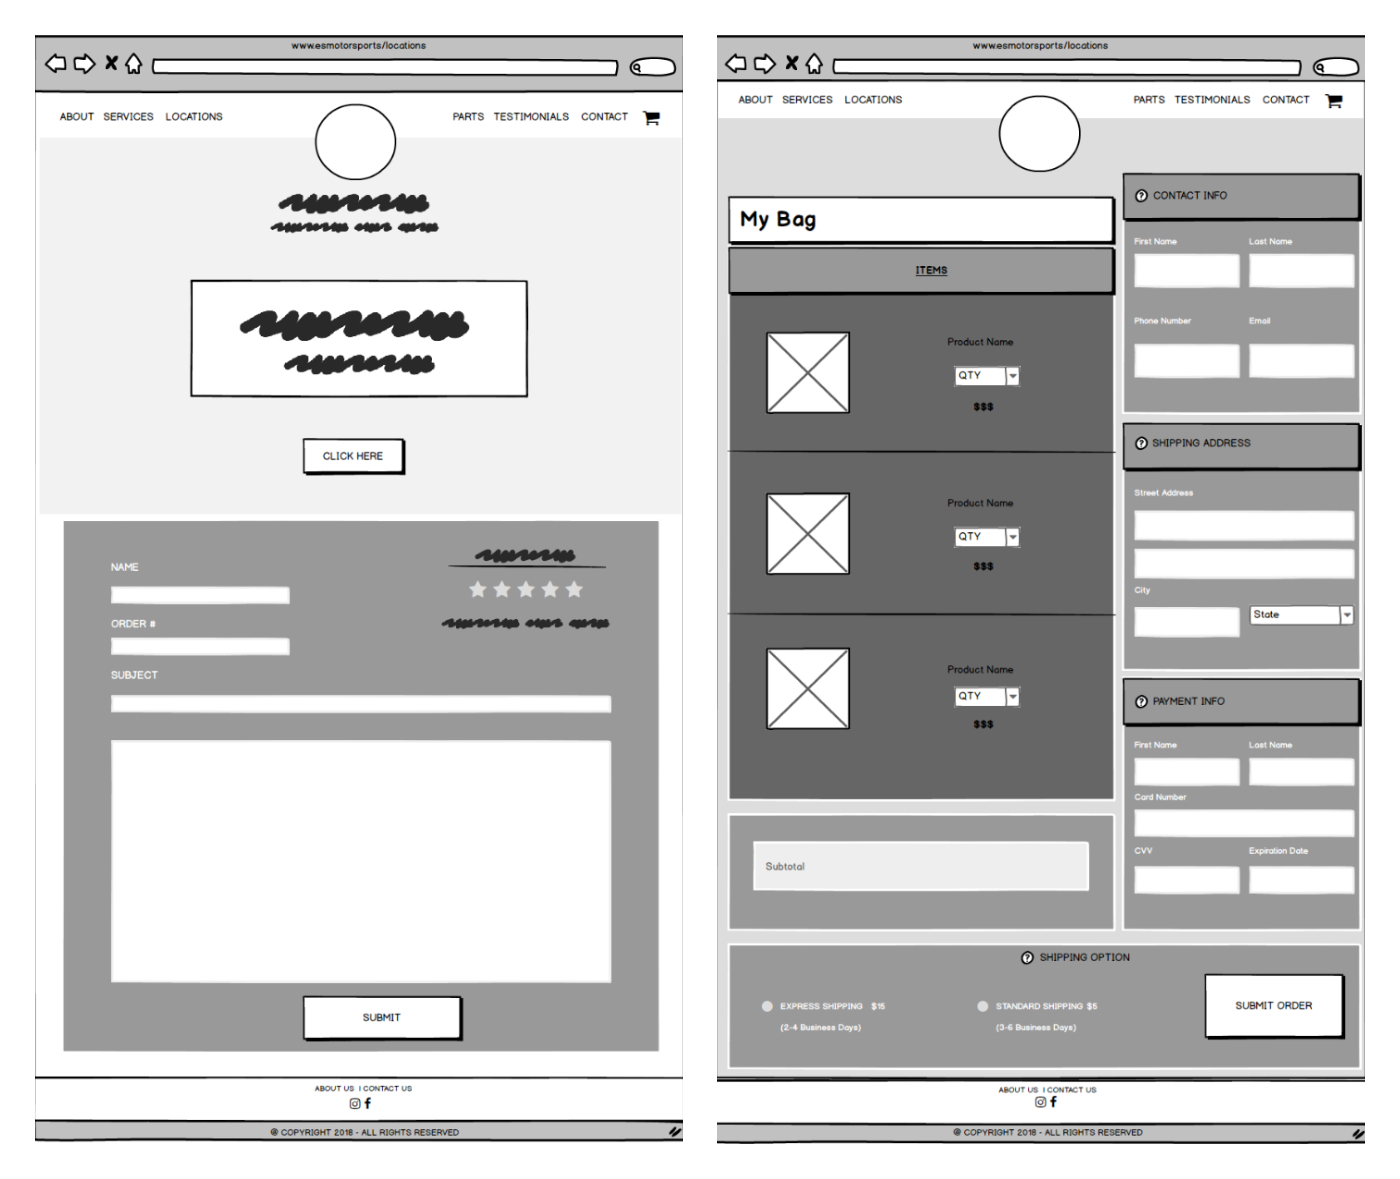 www.esmotorsports/locations
ABOUT SERVICES LOCATIONS
PARTS TESTIMONIALS CONTACT
CLICK HERE
NAME
ORDER #
SUBJECT
SUBMIT
ABOUT US | CONTACT US
@ COPYRIGHT 2018 - ALL RIGHTS RESERVED
www.esmotorsports/locations
ABOUT SERVICES LOCATIONS
PARTS TESTIMONIALS CONTACT
My Bag
ITEMS
Product Name
QTY
$$$
Product Name
QTY
$$$
Product Name
QTY
$$$
Subtotal
? CONTACT INFO
First Name Last Name
Phone Number Email
? SHIPPING ADDRESS
Street Address
City
State
? PAYMENT INFO
First Name Last Name
Card Number
CVV Expiration Date
? SHIPPING OPTION
EXPRESS SHIPPING $15
(2-4 Business Days)
STANDARD SHIPPING $5
(3-6 Business Days)
SUBMIT ORDER
ABOUT US | CONTACT US
@ COPYRIGHT 2018 - ALL RIGHTS RESERVED